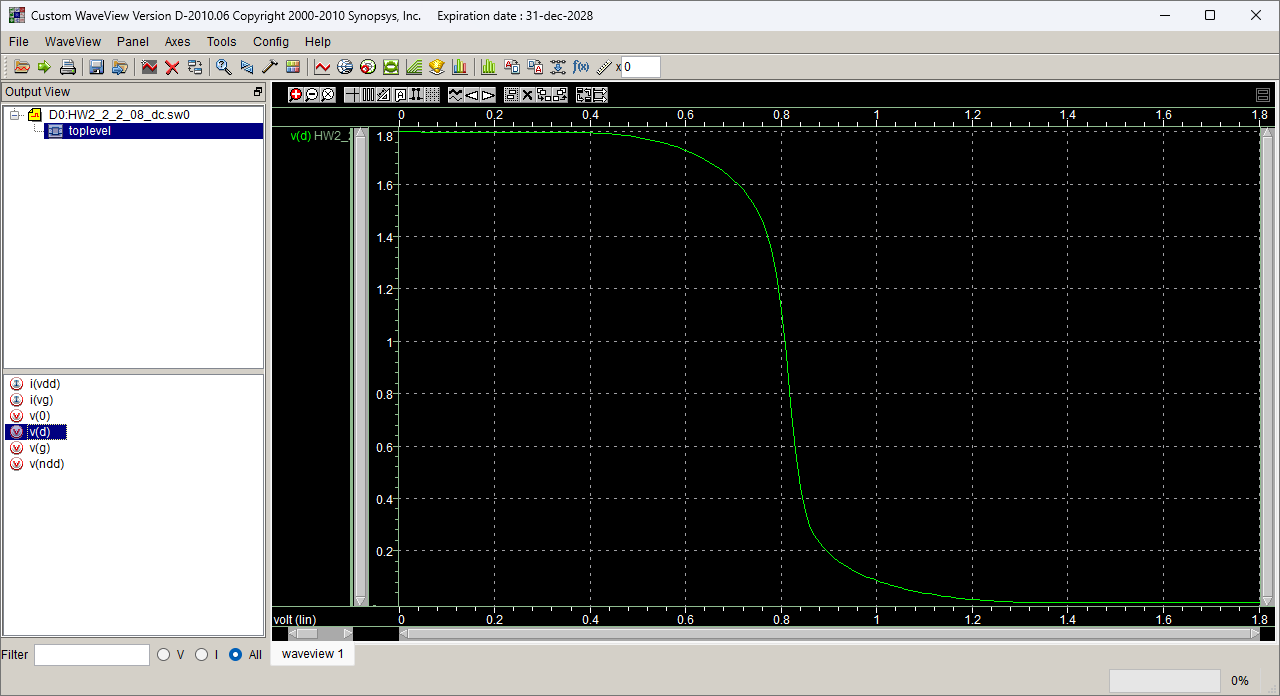 Custom WaveView Version D-2010.06 Copyright 2000-2010 Synopsys, Inc. Expiration date : 31-dec-2028
File WaveView Panel Axes Tools Config Help
f(x) x 0
Output View
D0:HW2_2_2_08_dc.sw0
toplevel
i(vdd)
i(vg)
v(0)
v(d)
v(g)
v(ndd)
Filter V I All
0 0.2 0.4 0.6 0.8 1 1.2 1.4 1.6 1.8
v(d) HW2_2
1.8
1.6
1.4
1.2
1
0.8
0.6
0.4
0.2
volt (lin) 0 0.2 0.4 0.6 0.8 1 1.2 1.4 1.6 1.8
waveview 1
0%